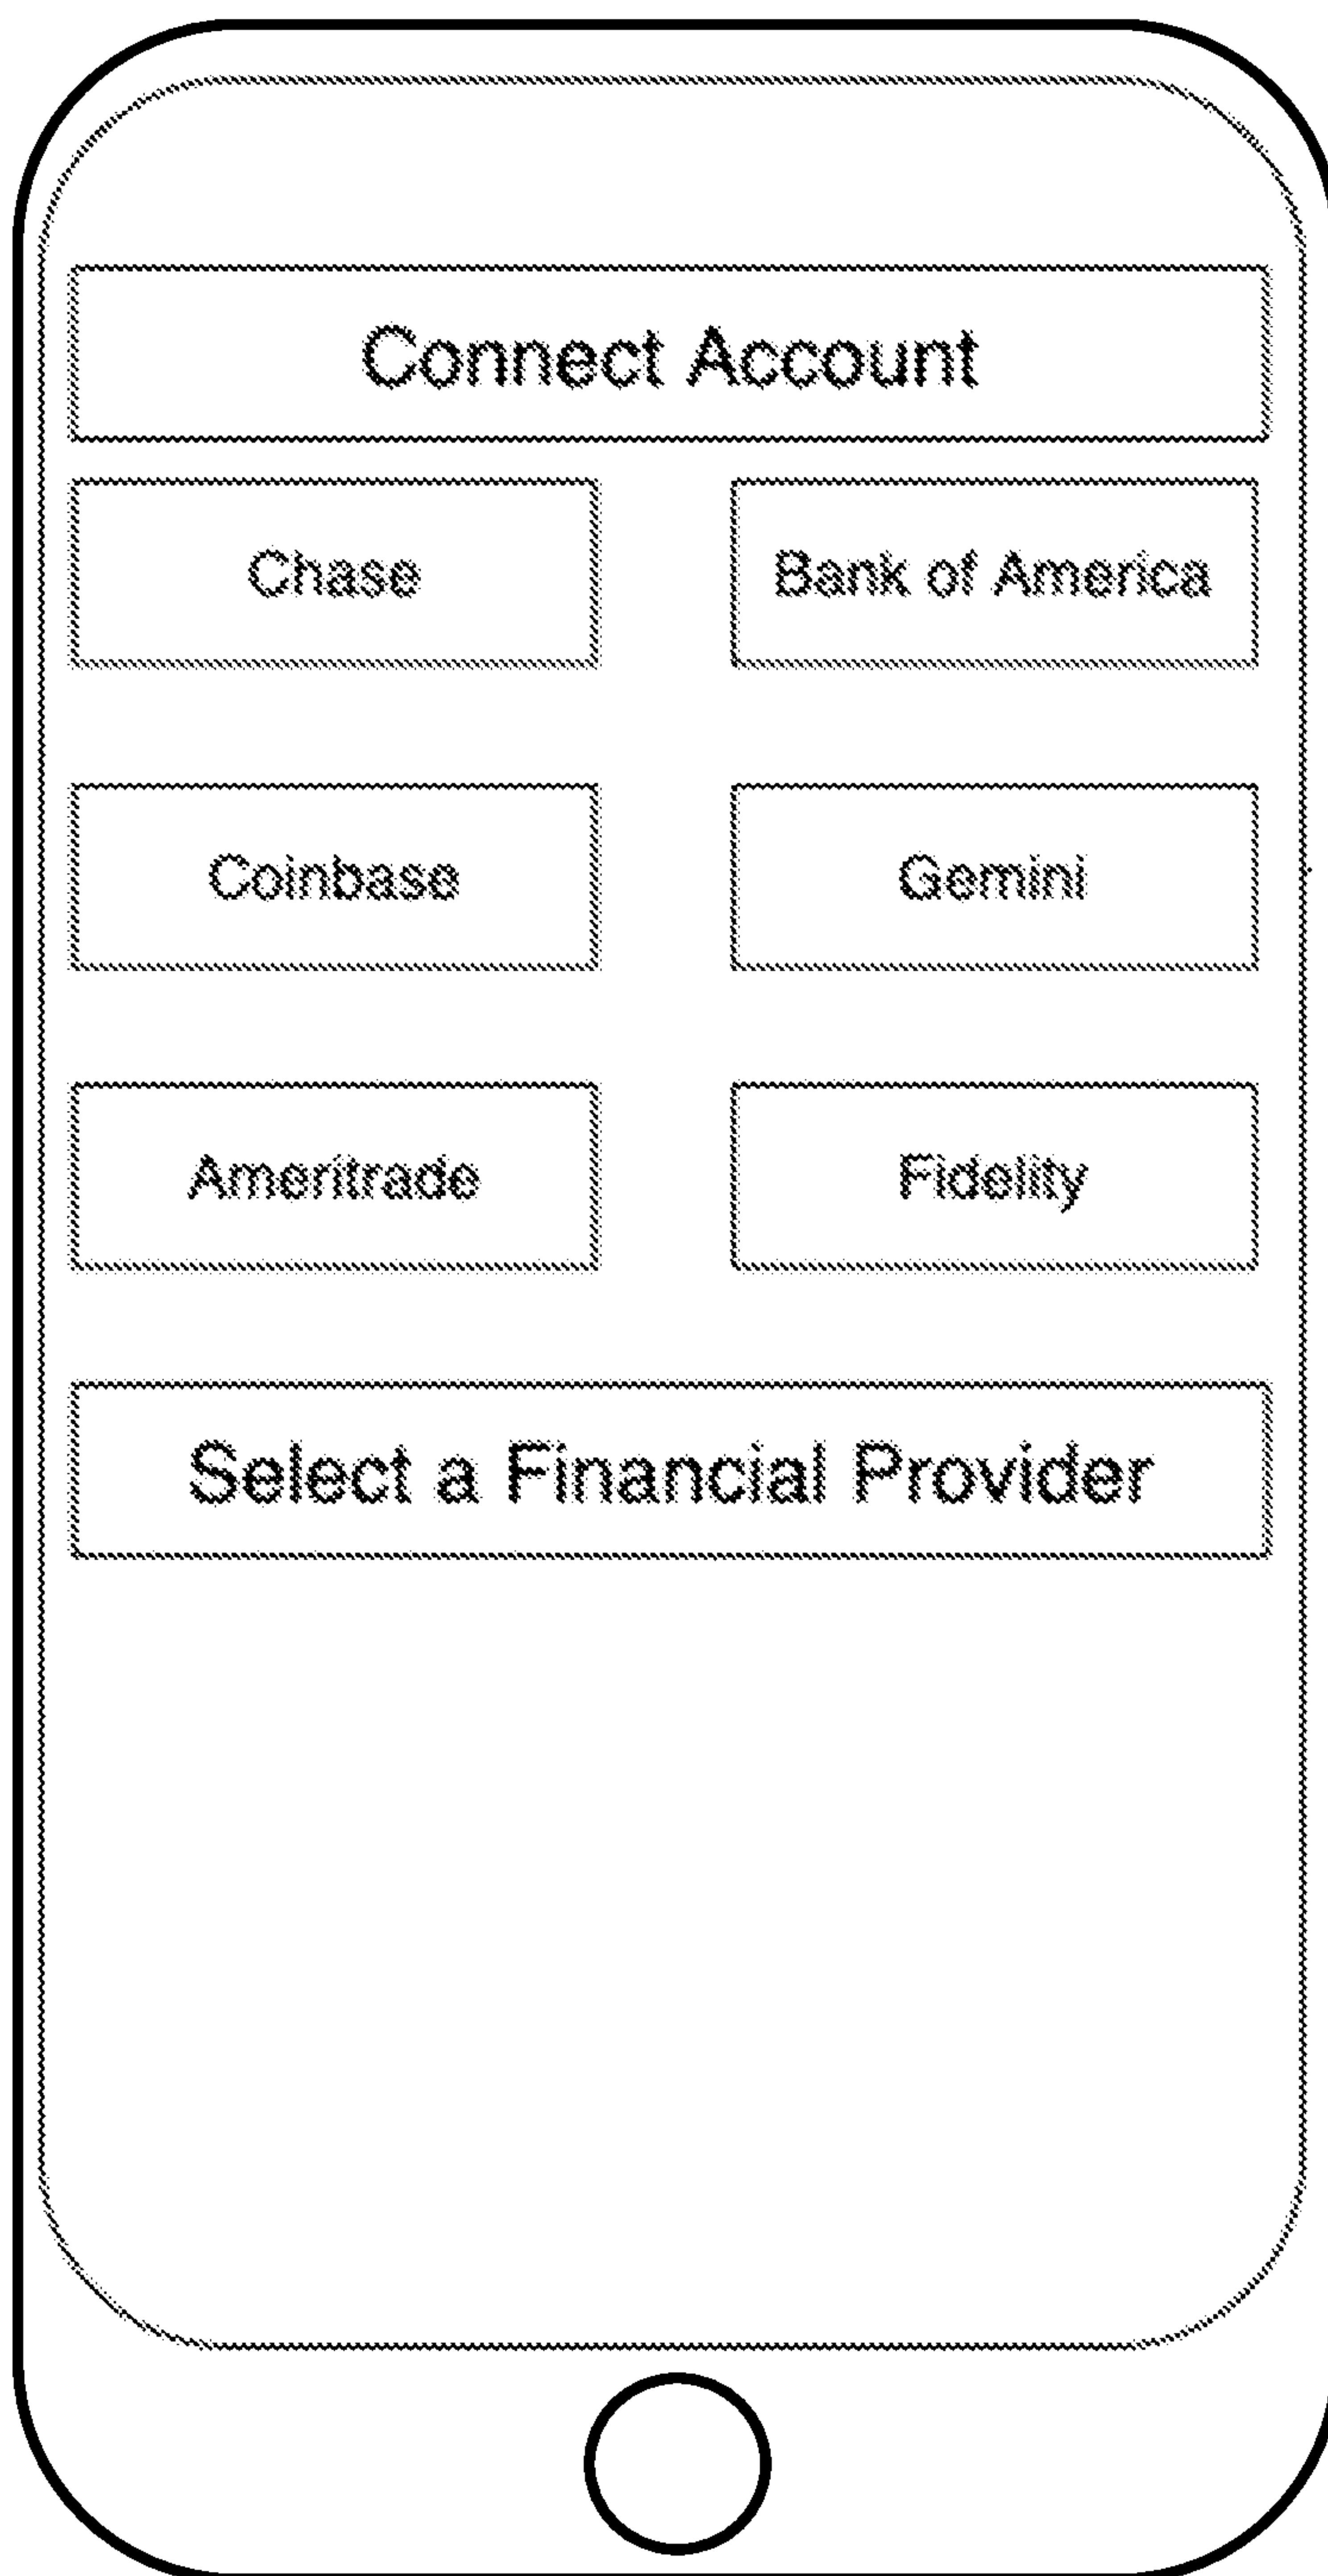 Connect Account
Chase
Bank of America
Coinbase
Gemini
Ameritrade
Fidelity
Select a Financial Provider